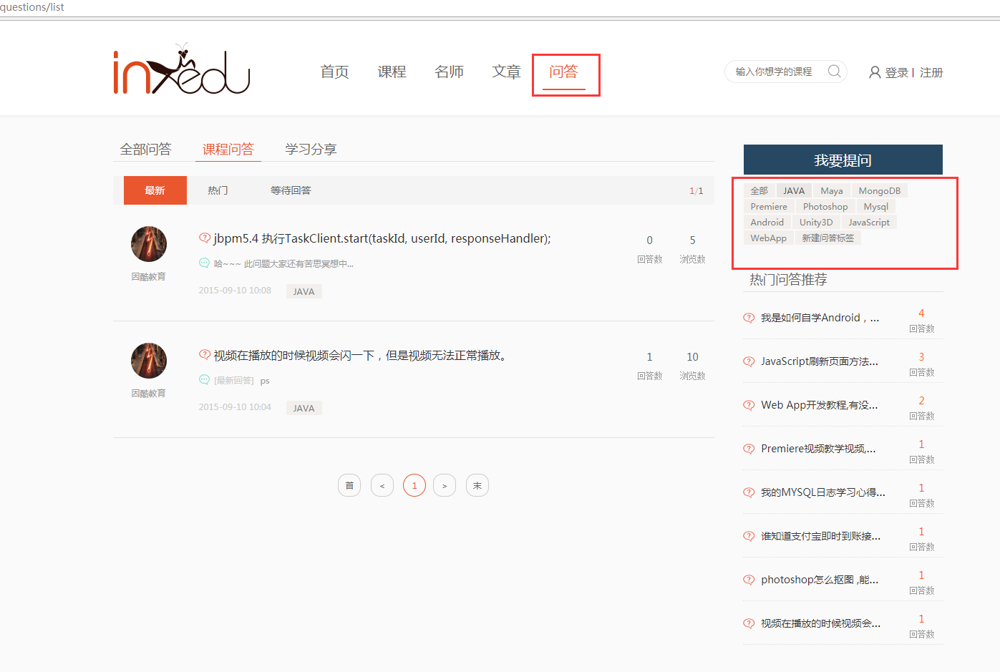 questions/list
inxedu
首页 课程 名师 文章 问答
输入你想学的课程
登录 | 注册
全部问答 课程问答 学习分享
最新 热门 等待回答 1/1
jbpm5.4 执行TaskClient.start(taskId, userId, responseHandler);
0 5
回答数 浏览数
哈~~~ 此问题大家还有苦思冥想中...
因酷教育
2015-09-10 10:08 JAVA
视频在播放的时候视频会闪一下，但是视频无法正常播放。
1 10
回答数 浏览数
[最新回答] ps
因酷教育
2015-09-10 10:04 JAVA
首 < 1 > 末
我要提问
全部 JAVA Maya MongoDB
Premiere Photoshop Mysql
Android Unity3D JavaScript
WebApp 新建问答标签
热门问答推荐
我是如何自学Android，... 4
回答数
JavaScript刷新页面方法... 3
回答数
Web App开发教程,有没... 2
回答数
Premiere视频教学视频,... 1
回答数
我的MYSQL日志学习心得... 1
回答数
谁知道支付宝即时到账接... 1
回答数
photoshop怎么抠图 ,能... 1
回答数
视频在播放的时候视频会... 1
回答数